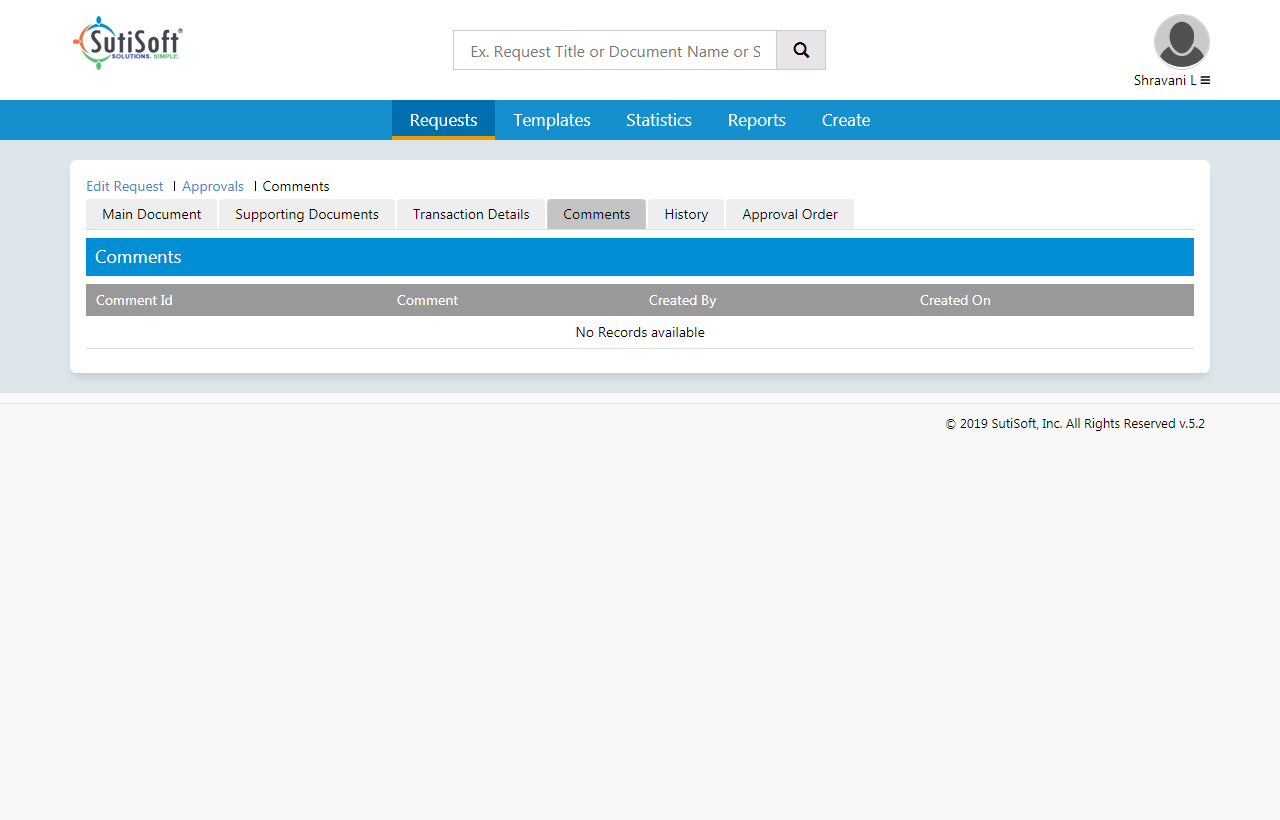 SutiSoft®
SOLUTIONS. SIMPLE.
Ex. Request Title or Document Name or S
Shravani L
Requests Templates Statistics Reports Create
Edit Request | Approvals | Comments
Main Document Supporting Documents Transaction Details Comments History Approval Order
Comments
Comment Id Comment Created By Created On
No Records available
© 2019 SutiSoft, Inc. All Rights Reserved v.5.2